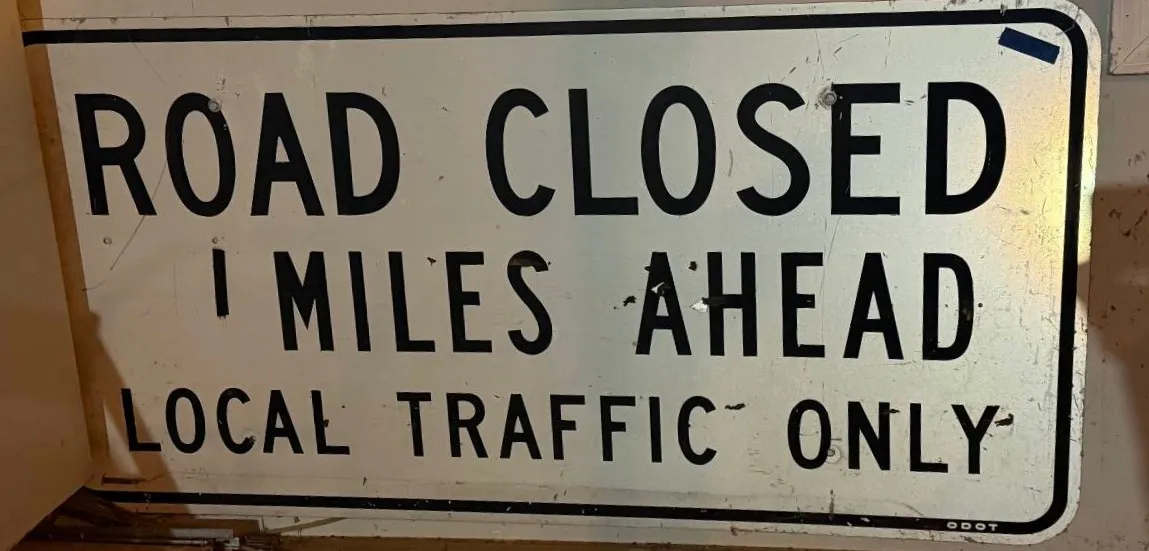 ROAD CLOSED
1 MILES AHEAD
LOCAL TRAFFIC ONLY
ODOT